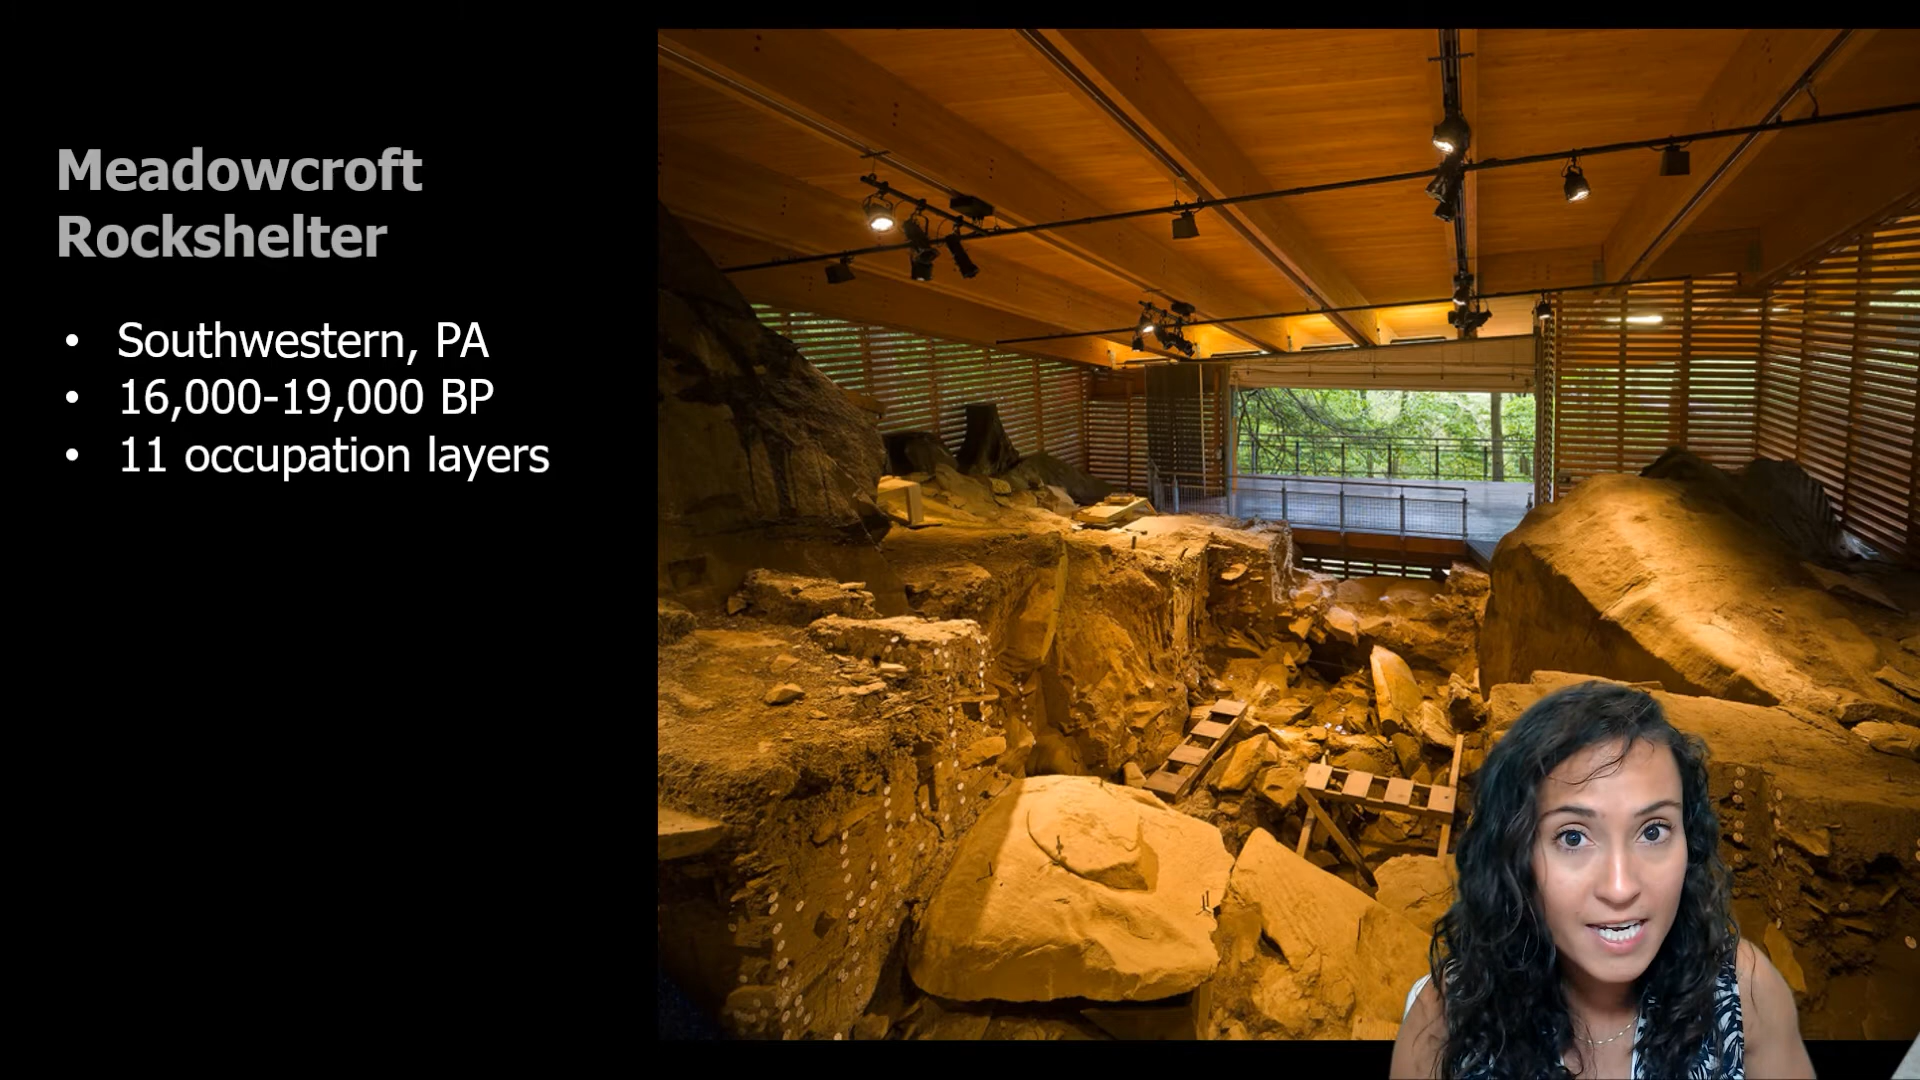 Meadowcroft
Rockshelter
• Southwestern, PA
• 16,000-19,000 BP
• 11 occupation layers